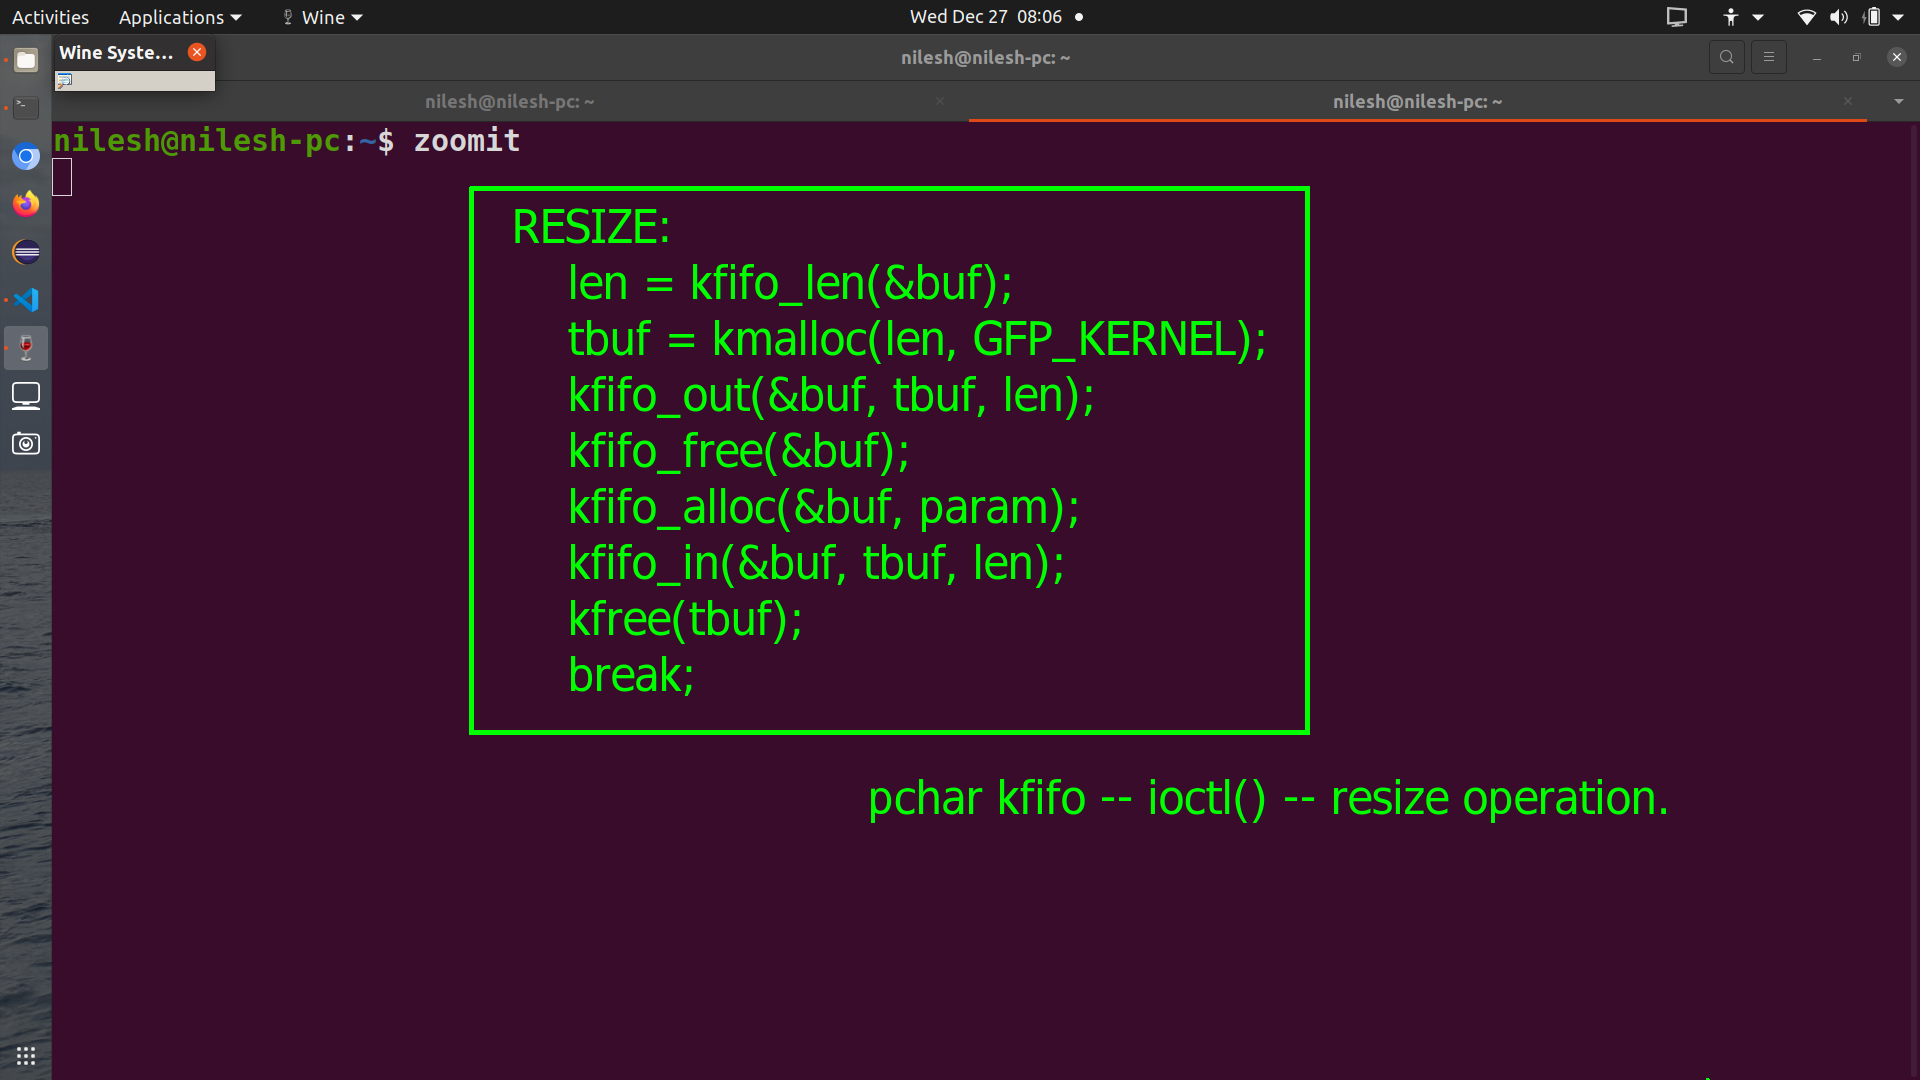 Activities Applications Wine Wed Dec 27 08:06
Wine Syste...
nilesh@nilesh-pc: ~
nilesh@nilesh-pc: ~ nilesh@nilesh-pc: ~
nilesh@nilesh-pc:~$ zoomit
RESIZE:
len = kfifo_len(&buf);
tbuf = kmalloc(len, GFP_KERNEL);
kfifo_out(&buf, tbuf, len);
kfifo_free(&buf);
kfifo_alloc(&buf, param);
kfifo_in(&buf, tbuf, len);
kfree(tbuf);
break;
pchar kfifo -- ioctl() -- resize operation.